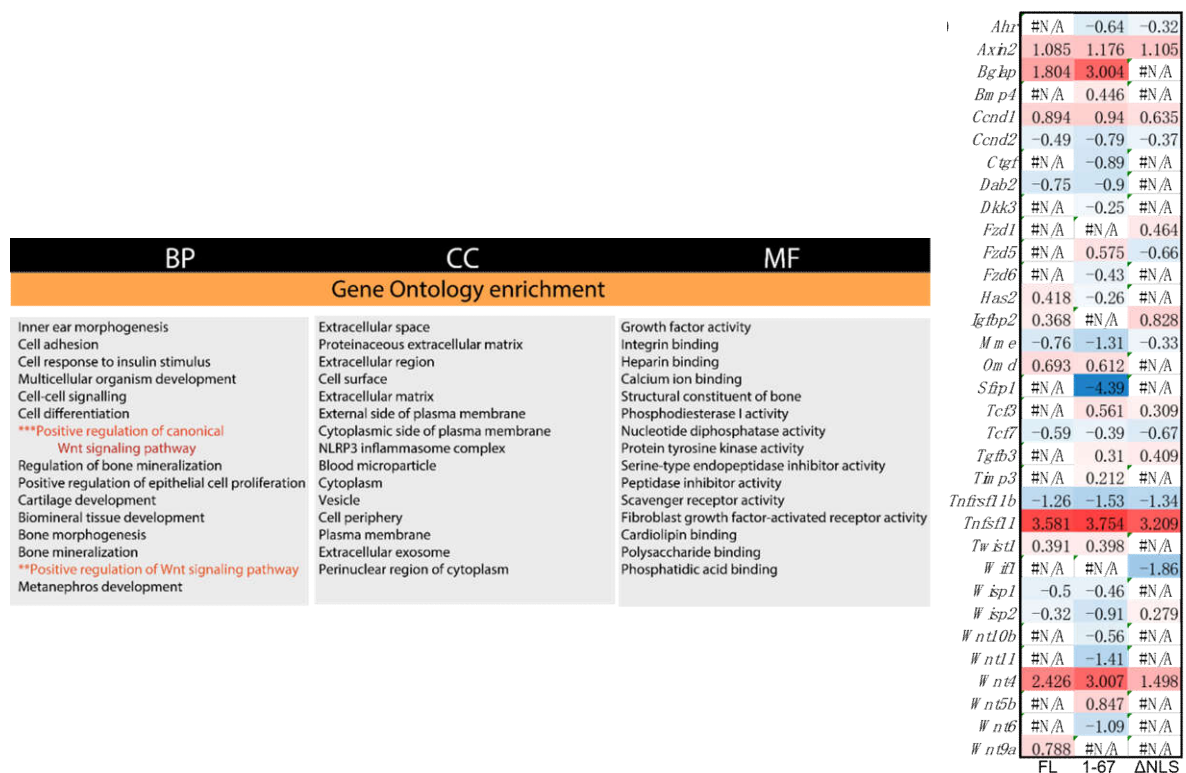 BP CC MF
Gene Ontology enrichment
Inner ear morphogenesis
Cell adhesion
Cell response to insulin stimulus
Multicellular organism development
Cell-cell signalling
Cell differentiation
***Positive regulation of canonical
Wnt signaling pathway
Regulation of bone mineralization
Positive regulation of epithelial cell proliferation
Cartilage development
Biomineral tissue development
Bone morphogenesis
Bone mineralization
**Positive regulation of Wnt signaling pathway
Metanephros development
Extracellular space
Proteinaceous extracellular matrix
Extracellular region
Cell surface
Extracellular matrix
External side of plasma membrane
Cytoplasmic side of plasma membrane
NLRP3 inflammasome complex
Blood microparticle
Cytoplasm
Vesicle
Cell periphery
Plasma membrane
Extracellular exosome
Perinuclear region of cytoplasm
Growth factor activity
Integrin binding
Heparin binding
Calcium ion binding
Structural constituent of bone
Phosphodiesterase I activity
Nucleotide diphosphatase activity
Protein tyrosine kinase activity
Serine-type endopeptidase inhibitor activity
Peptidase inhibitor activity
Scavenger receptor activity
Fibroblast growth factor-activated receptor activity
Cardiolipin binding
Polysaccharide binding
Phosphatidic acid binding
Ahr #N/A -0.64 -0.32
Axin2 1.085 1.176 1.105
Bglap 1.804 3.004 #N/A
Bmp4 #N/A 0.446 #N/A
Ccnd1 0.894 0.94 0.635
Ccnd2 -0.49 -0.79 -0.37
Ctgf #N/A -0.89 #N/A
Dab2 -0.75 -0.9 #N/A
Dkk3 #N/A -0.25 #N/A
Fzd1 #N/A #N/A 0.464
Fzd5 #N/A 0.575 -0.66
Fzd6 #N/A -0.43 #N/A
Has2 0.418 -0.26 #N/A
Igfbp2 0.368 #N/A 0.828
Mme -0.76 -1.31 -0.33
Omd 0.693 0.612 #N/A
Sfrp1 #N/A -4.39 #N/A
Tcf3 #N/A 0.561 0.309
Tcf7 -0.59 -0.39 -0.67
Tgfb3 #N/A 0.31 0.409
Timp3 #N/A 0.212 #N/A
Tnfrsf11b -1.26 -1.53 -1.34
Tnfsf11 3.581 3.754 3.209
Twist1 0.391 0.398 #N/A
Wif1 #N/A #N/A -1.86
Wisp1 -0.5 -0.46 #N/A
Wisp2 -0.32 -0.91 0.279
Wnt10b #N/A -0.56 #N/A
Wnt11 #N/A -1.41 #N/A
Wnt4 2.426 3.007 1.498
Wnt5b #N/A 0.847 #N/A
Wnt6 #N/A -1.09 #N/A
Wnt9a 0.788 #N/A #N/A
FL 1-67 ΔNLS